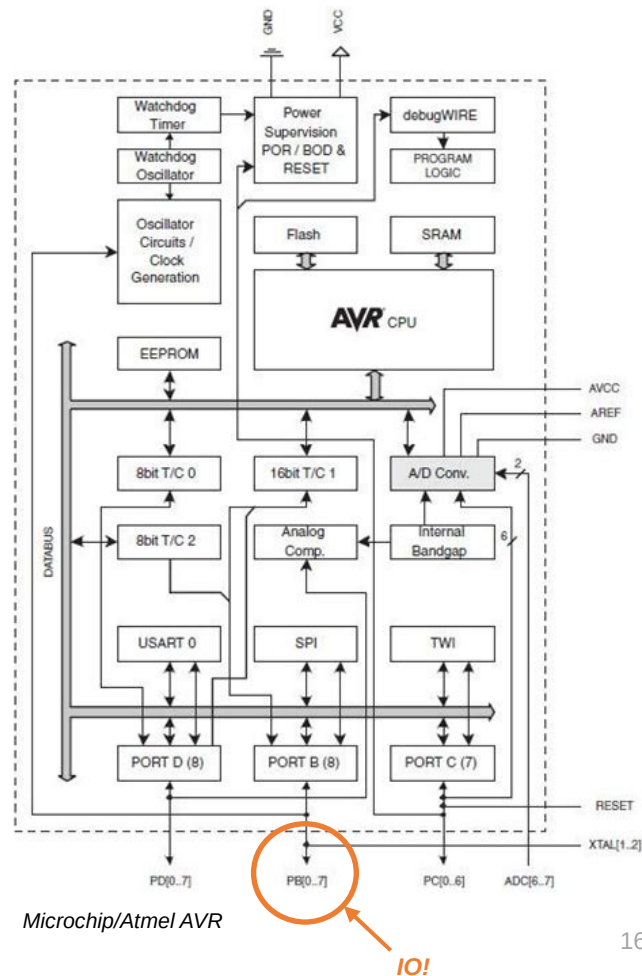 GND
VCC
Watchdog
Timer
Power
Supervision
POR / BOD &
RESET
debugWIRE
Watchdog
Oscillator
PROGRAM
LOGIC
Oscillator
Circuits /
Clock
Generation
Flash
SRAM
AVR CPU
EEPROM
AVCC
AREF
GND
8bit T/C 0
16bit T/C 1
A/D Conv.
2
DATABUS
8bit T/C 2
Analog
Comp.
Internal
Bandgap
6
USART 0
SPI
TWI
PORT D (8)
PORT B (8)
PORT C (7)
RESET
XTAL[1..2]
PD[0..7]
PB[0..7]
PC[0..6]
ADC[6..7]
Microchip/Atmel AVR
16
IO!